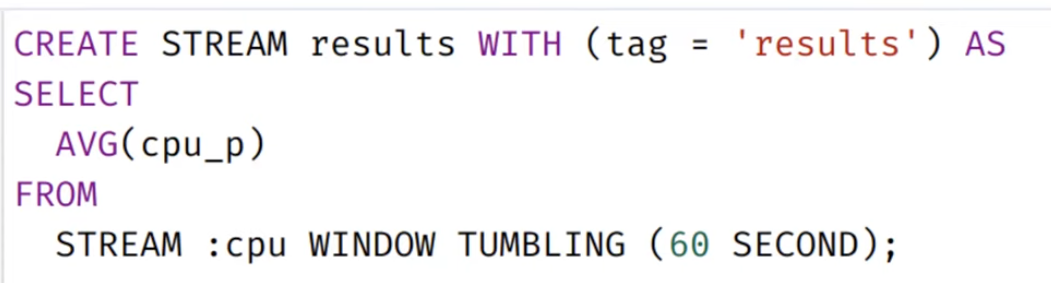 CREATE STREAM results WITH (tag = 'results') AS
SELECT
  AVG(cpu_p)
FROM
  STREAM :cpu WINDOW TUMBLING (60 SECOND);